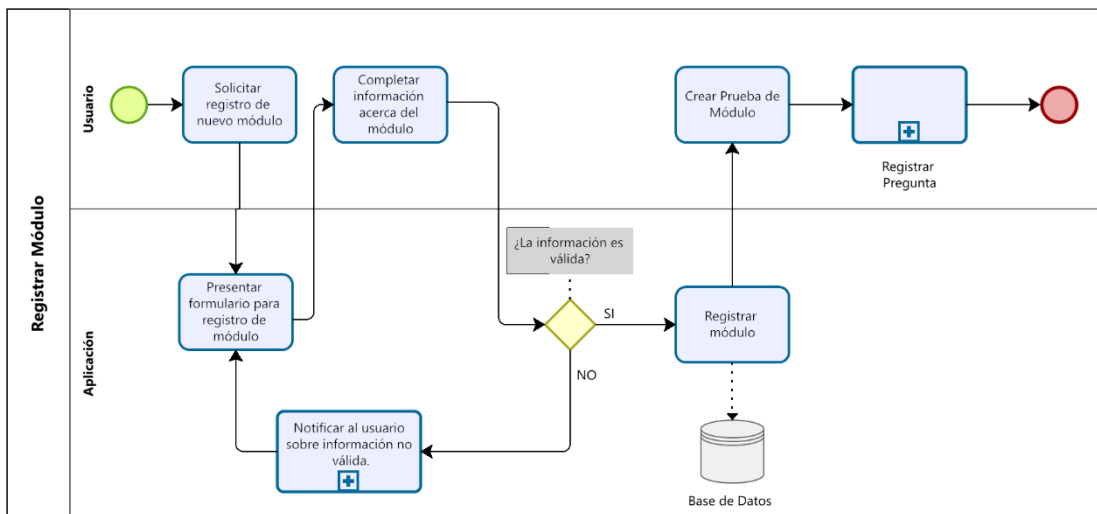 Registrar Módulo
Usuario
Solicitar
registro de
nuevo módulo
Completar
información
acerca del
módulo
Crear Prueba de
Módulo
Registrar
Pregunta
Aplicación
Presentar
formulario para
registro de
módulo
¿La información es
válida?
SI
NO
Registrar
módulo
Notificar al usuario
sobre información no
válida.
Base de Datos